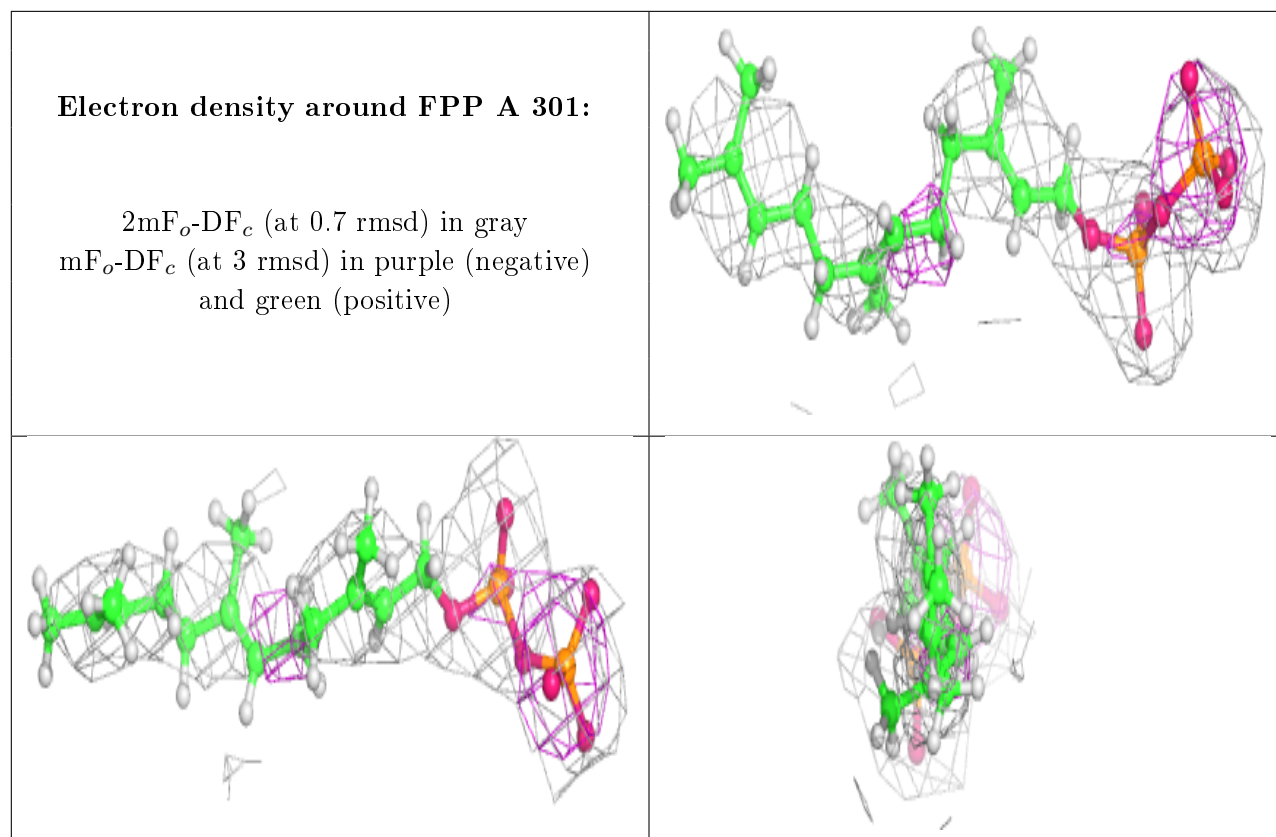 Electron density around FPP A 301:
2mFo-DFc (at 0.7 rmsd) in gray
mFo-DFc (at 3 rmsd) in purple (negative)
and green (positive)